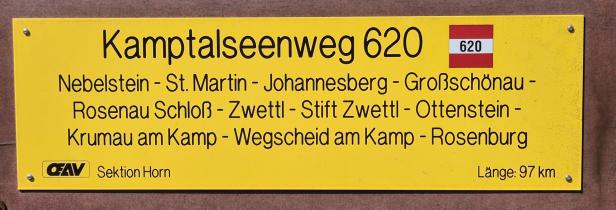 Kamptalseenweg 620 620
Nebelstein - St. Martin - Johannesberg - Großschönau -
Rosenau Schloß - Zwettl - Stift Zwettl - Ottenstein -
Krumau am Kamp - Wegscheid am Kamp - Rosenburg
OEAV Sektion Horn Länge: 97 km